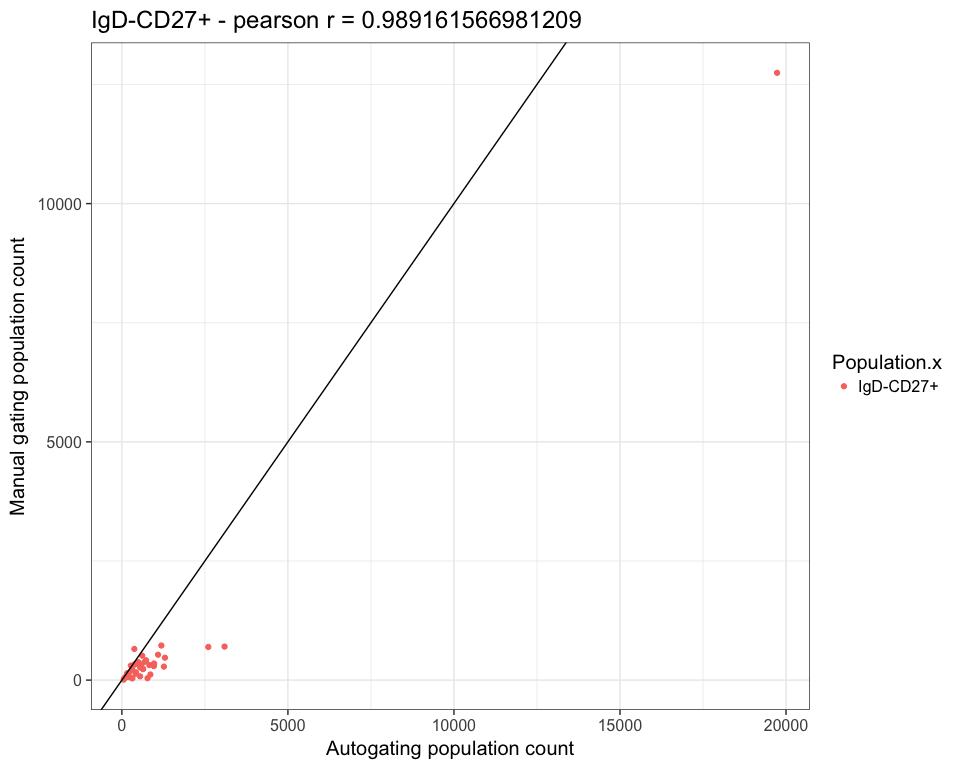 IgD-CD27+ - pearson r = 0.989161566981209
Manual gating population count
10000
5000
0
0
5000
10000
15000
20000
Autogating population count
Population.x
IgD-CD27+